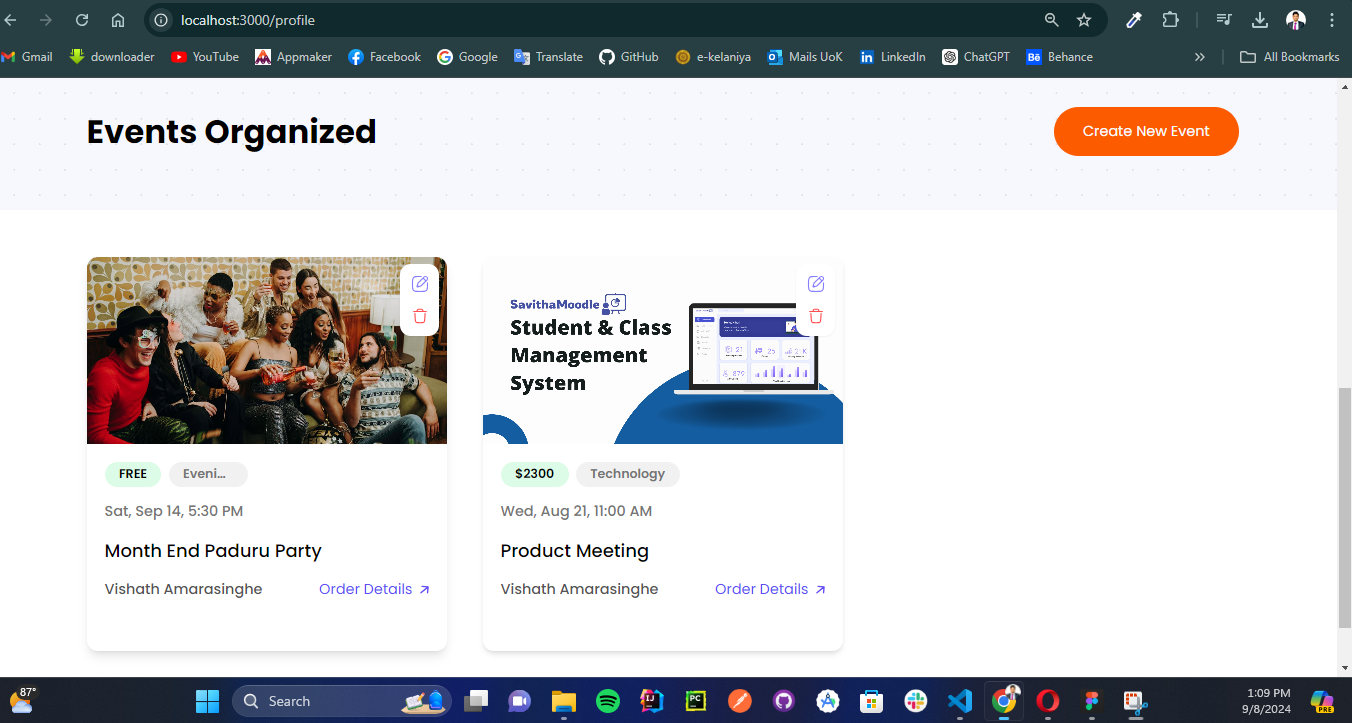 localhost:3000/profile
Gmail
downloader
YouTube
Appmaker
Facebook
Google
Translate
GitHub
e-kelaniya
Mails UoK
LinkedIn
ChatGPT
Behance
All Bookmarks
Events Organized
Create New Event
SavithaMoodle
Student & Class
Management
System
FREE
Eveni...
Sat, Sep 14, 5:30 PM
Month End Paduru Party
Vishath Amarasinghe
Order Details
$2300
Technology
Wed, Aug 21, 11:00 AM
Product Meeting
Vishath Amarasinghe
Order Details
87°
Search
1:09 PM
9/8/2024
PRE